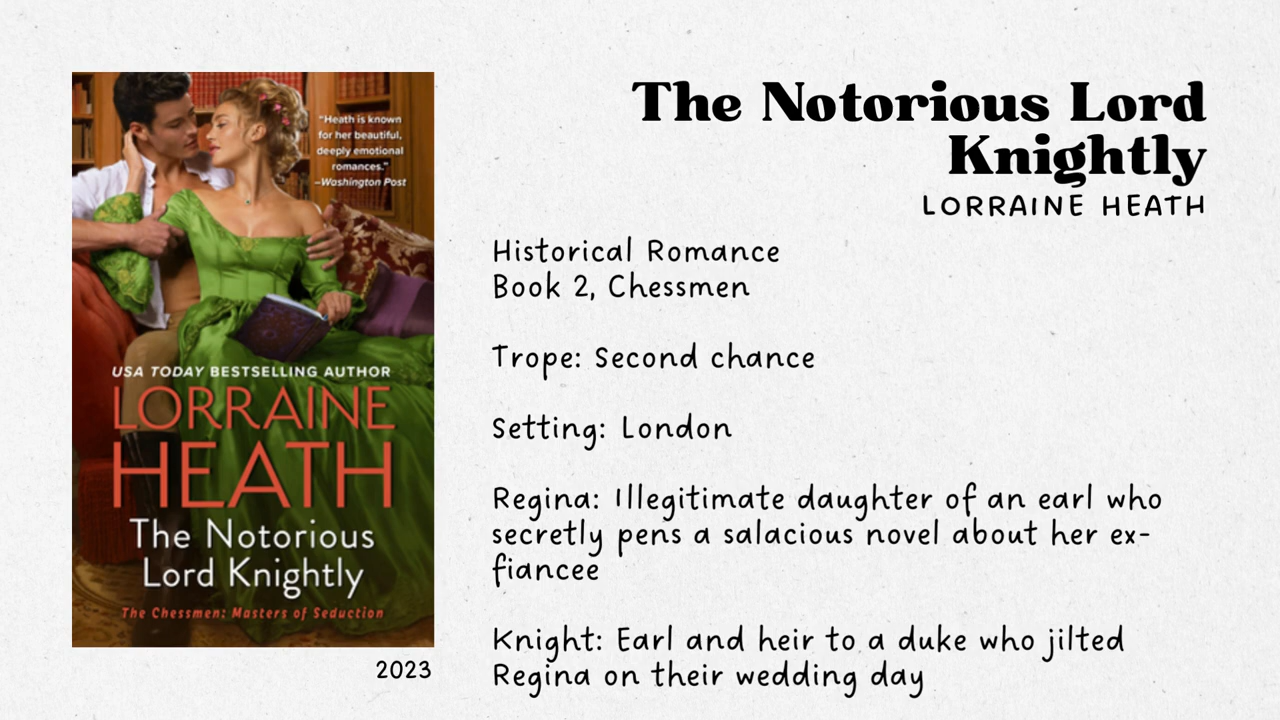 "Heath is known
for her beautiful,
deeply emotional
romances."
–Washington Post
USA TODAY BESTSELLING AUTHOR
LORRAINE
HEATH
The Notorious
Lord Knightly
The Chessmen: Masters of Seduction
2023
The Notorious Lord
Knightly
LORRAINE HEATH
Historical Romance
Book 2, Chessmen
Trope: Second chance
Setting: London
Regina: Illegitimate daughter of an earl who
secretly pens a salacious novel about her ex-
fiancee
Knight: Earl and heir to a duke who jilted
Regina on their wedding day